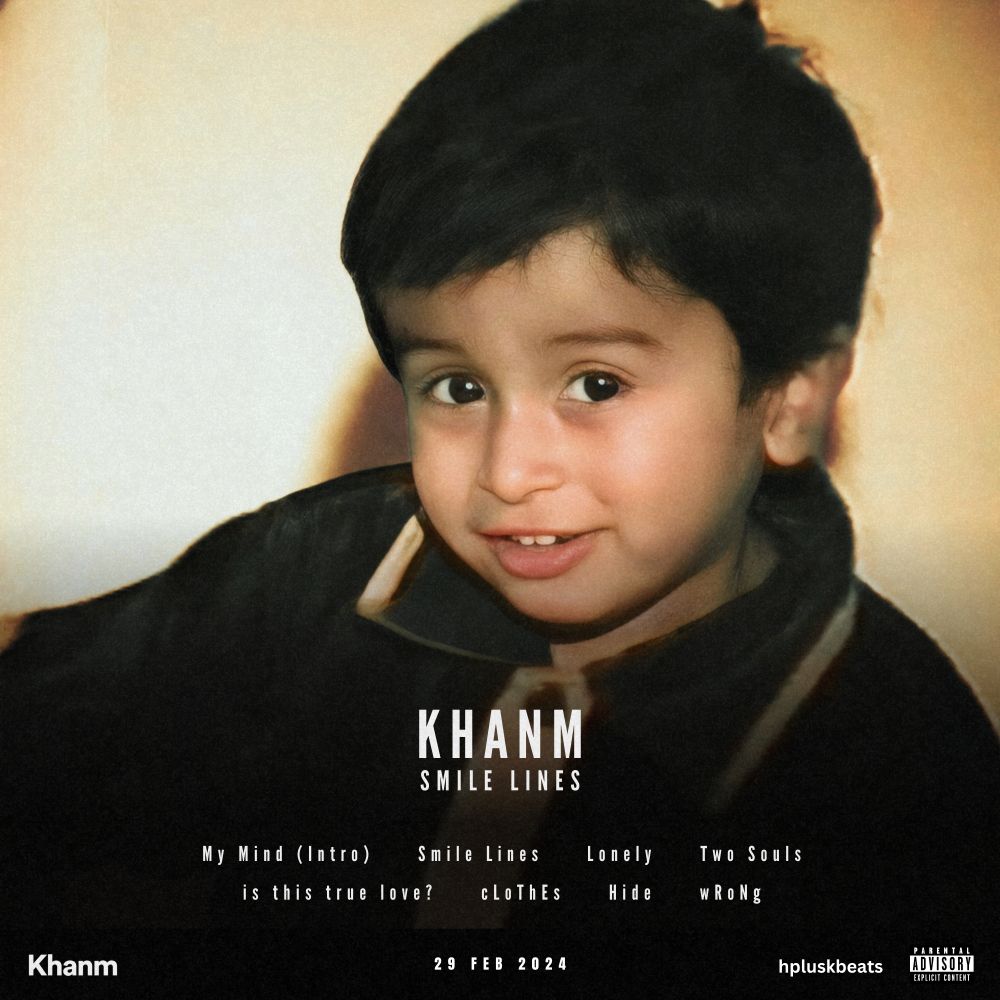 KHANM
SMILE LINES
My Mind (Intro) Smile Lines Lonely Two Souls
is this true love? cLoThEs Hide wRoNg
Khanm 29 FEB 2024 hpluskbeats
PARENTAL
ADVISORY
EXPLICIT CONTENT